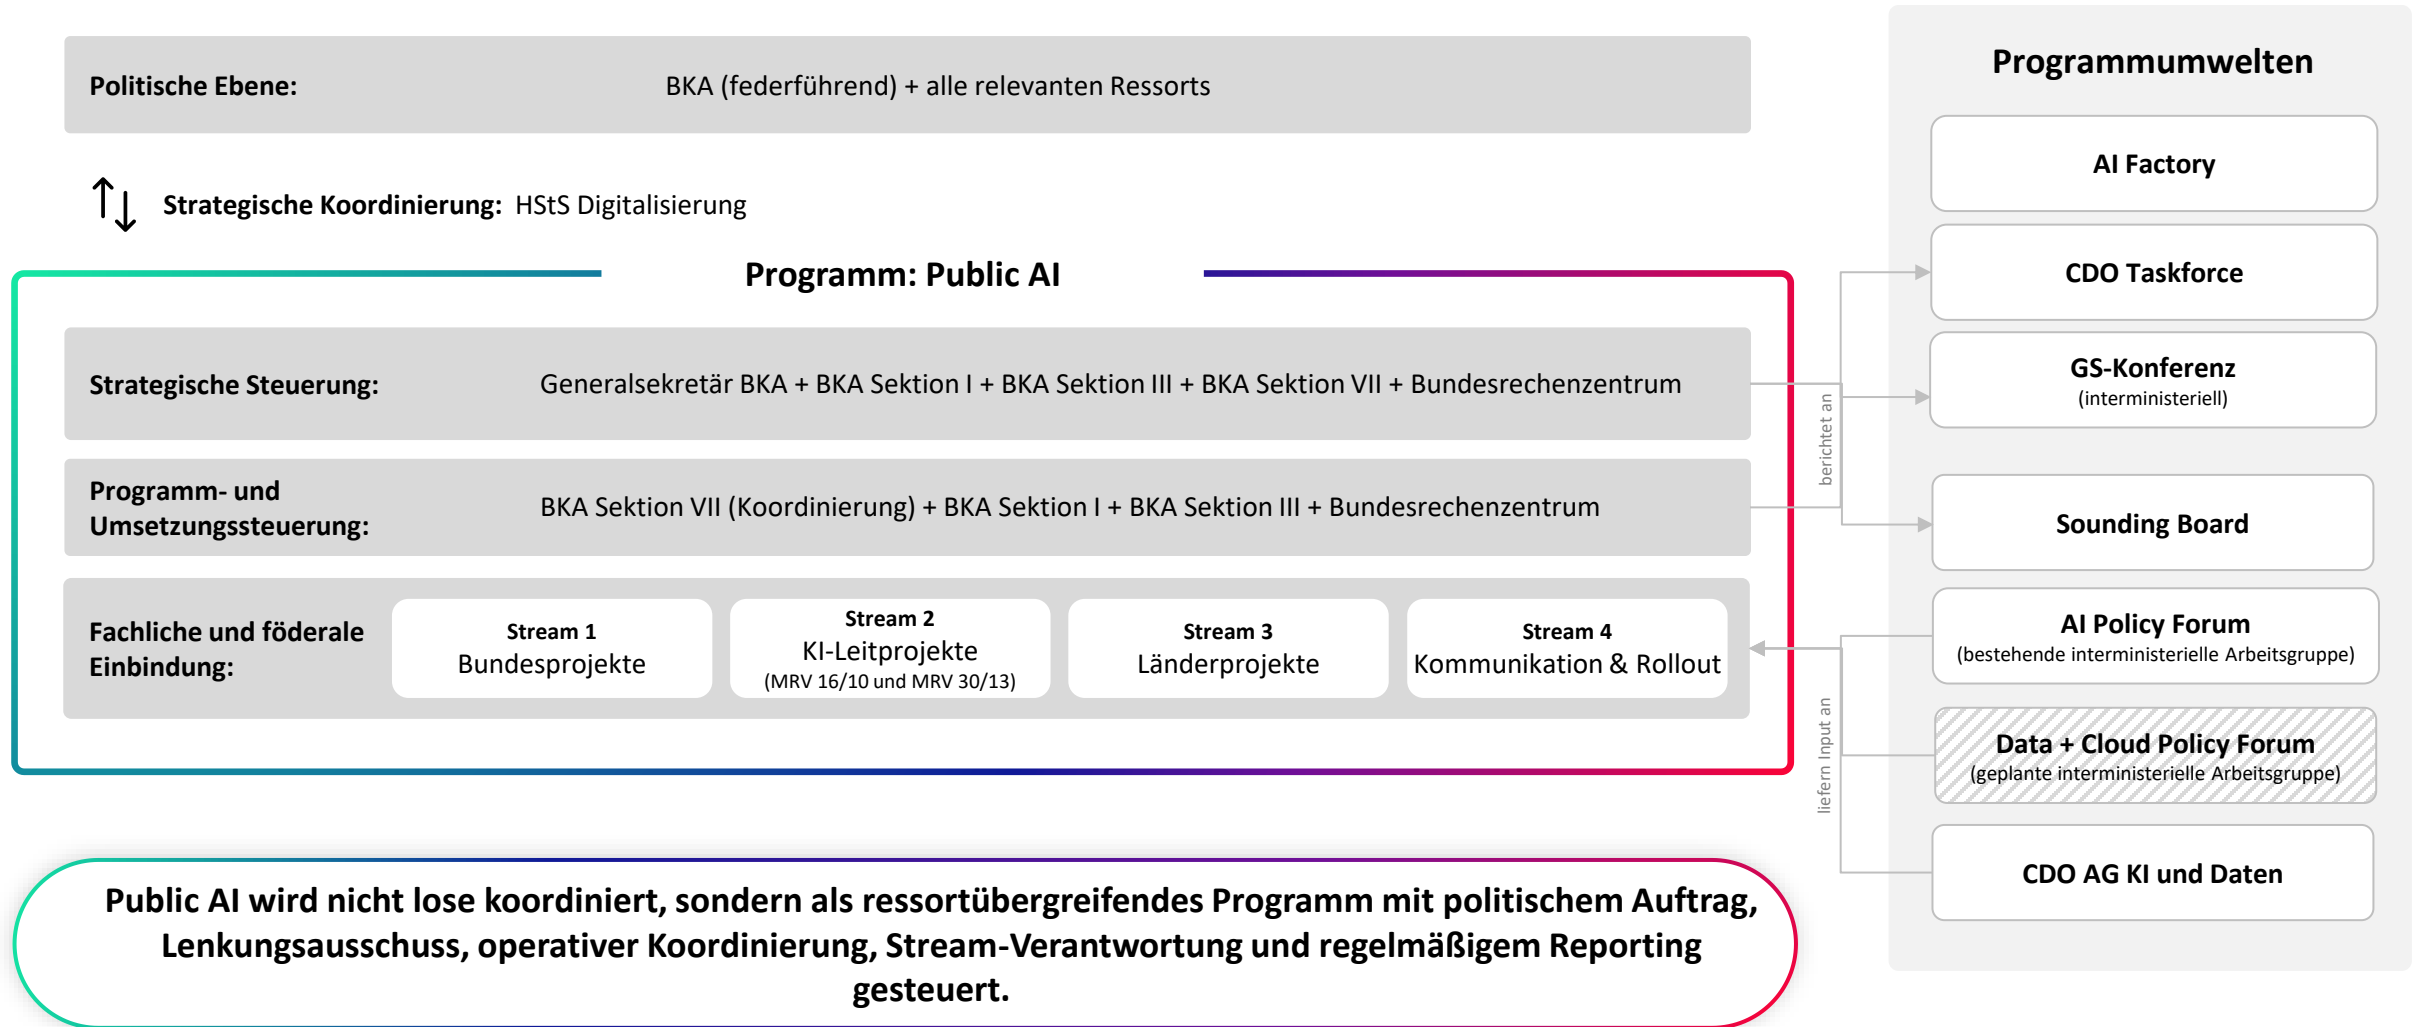 Politische Ebene: BKA (federführend) + alle relevanten Ressorts
Strategische Koordinierung: HStS Digitalisierung
Programm: Public AI
Strategische Steuerung: Generalsekretär BKA + BKA Sektion I + BKA Sektion III + BKA Sektion VII + Bundesrechenzentrum
Programm- und
Umsetzungssteuerung:
BKA Sektion VII (Koordinierung) + BKA Sektion I + BKA Sektion III + Bundesrechenzentrum
Fachliche und föderale
Einbindung:
Stream 1
Bundesprojekte
Stream 2
KI-Leitprojekte
(MRV 16/10 und MRV 30/13)
Stream 3
Länderprojekte
Stream 4
Kommunikation & Rollout
berichtet an
liefern Input an
Programmumwelten
AI Factory
CDO Taskforce
GS-Konferenz
(interministeriell)
Sounding Board
AI Policy Forum
(bestehende interministerielle Arbeitsgruppe)
Data + Cloud Policy Forum
(geplante interministerielle Arbeitsgruppe)
CDO AG KI und Daten
Public AI wird nicht lose koordiniert, sondern als ressortübergreifendes Programm mit politischem Auftrag,
Lenkungsausschuss, operativer Koordinierung, Stream-Verantwortung und regelmäßigem Reporting
gesteuert.